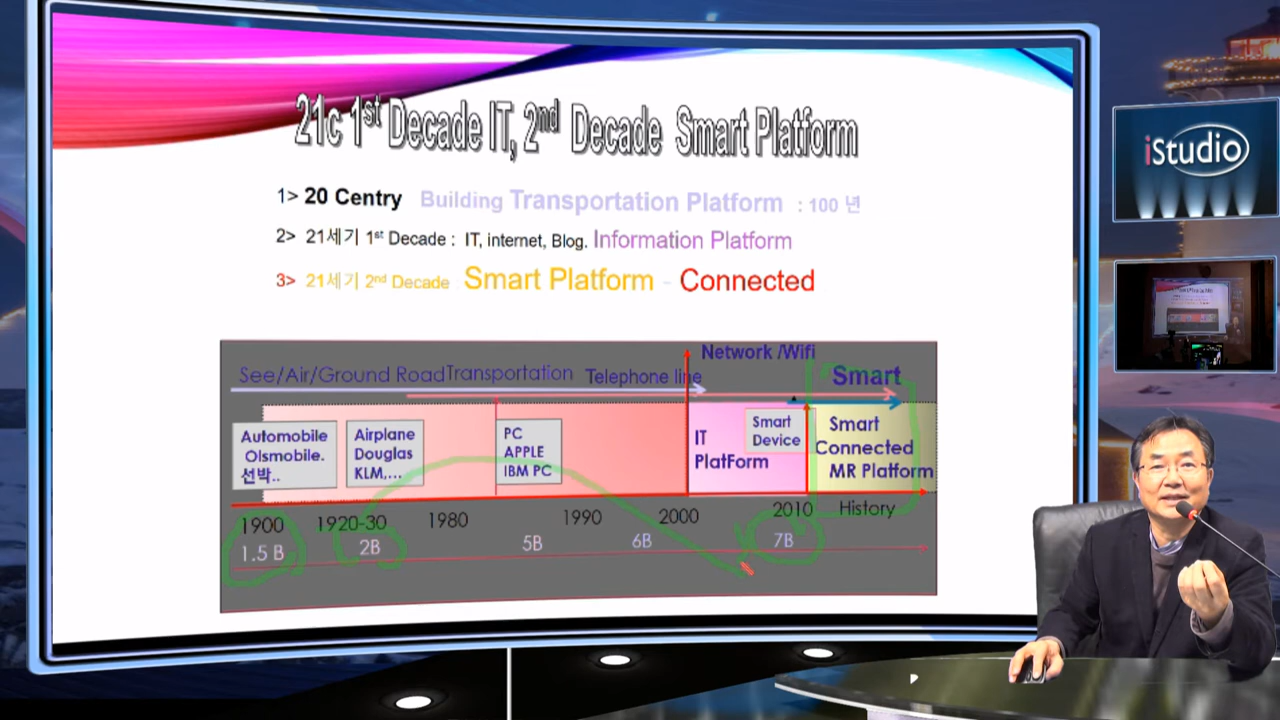 21c 1st Decade IT, 2nd Decade Smart Platform
1> 20 Centry Building Transportation Platform : 100 년
2> 21세기 1st Decade : IT, internet, Blog. Information Platform
3> 21세기 2nd Decade Smart Platform - Connected
Network /Wifi
See/Air/Ground RoadTransportation Telephone line
Smart
Automobile
Olsmobile.
선박..
Airplane
Douglas
KLM,...
PC
APPLE
IBM PC
IT
PlatForm
Smart
Device
Smart
Connected
MR Platform
1900 1920-30 1980 1990 2000 2010 History
1.5 B 2B 5B 6B 7B
iStudio